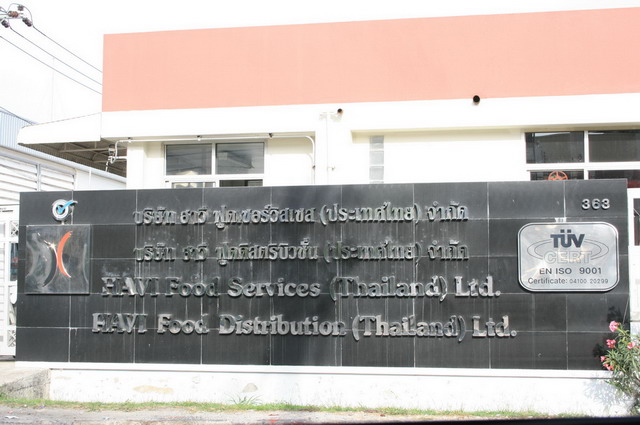 บริษัท ฮาวี ฟูดเซอร์วิสเซส (ประเทศไทย) จำกัด
363
บริษัท ฮาวี ฟูดดิสตริบิวชั่น (ประเทศไทย) จำกัด
HAVI Food Services (Thailand) Ltd.
HAVI Food Distribution (Thailand) Ltd.
TÜV
CERT
EN ISO 9001
Certificate: 04100 20299